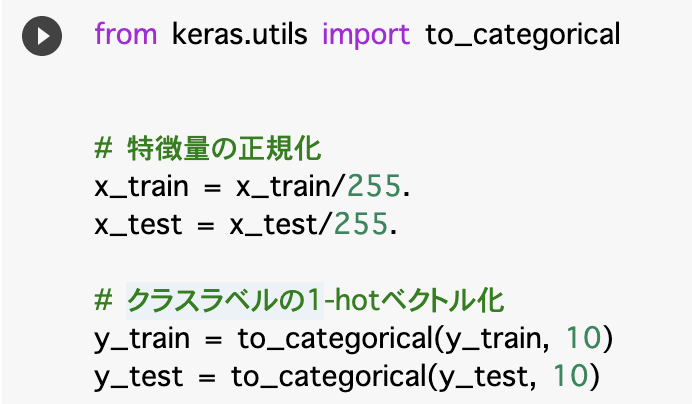 from keras.utils import to_categorical
# 特徴量の正規化
x_train = x_train/255.
x_test = x_test/255.
# クラスラベルの1-hotベクトル化
y_train = to_categorical(y_train, 10)
y_test = to_categorical(y_test, 10)